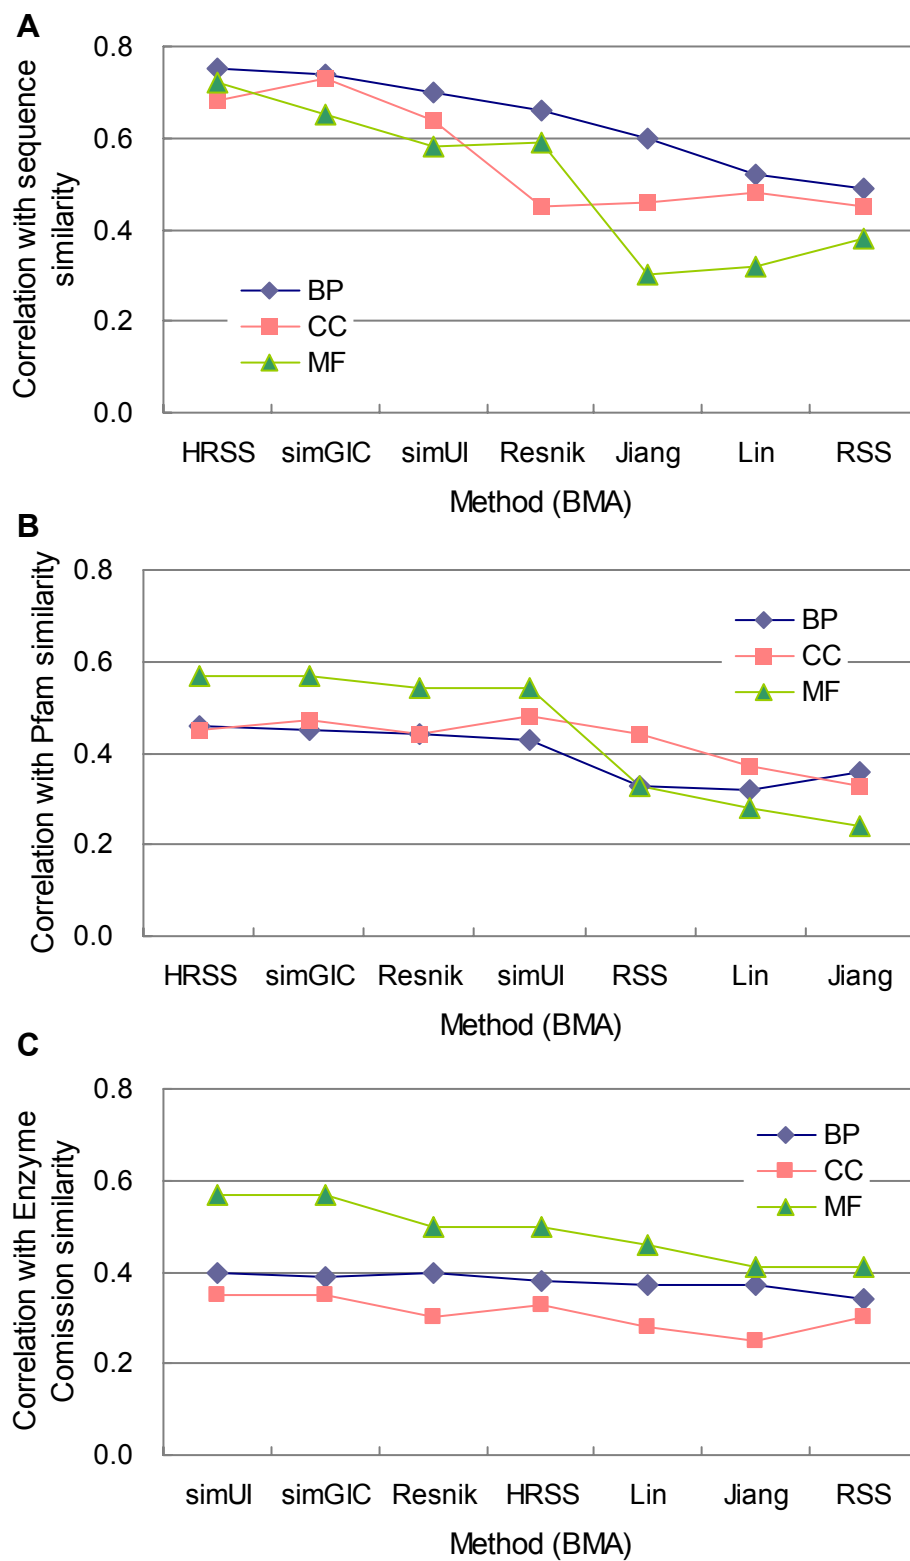 A
Correlation with sequence
similarity
0.8
0.6
0.4
0.2
0.0
BP
CC
MF
HRSS simGIC simUI Resnik Jiang Lin RSS
Method (BMA)
B
Correlation with Pfam similarity
0.8
0.6
0.4
0.2
0.0
BP
CC
MF
HRSS simGIC Resnik simUI RSS Lin Jiang
Method (BMA)
C
Correlation with Enzyme
Comission similarity
0.8
0.6
0.4
0.2
0.0
BP
CC
MF
simUI simGIC Resnik HRSS Lin Jiang RSS
Method (BMA)